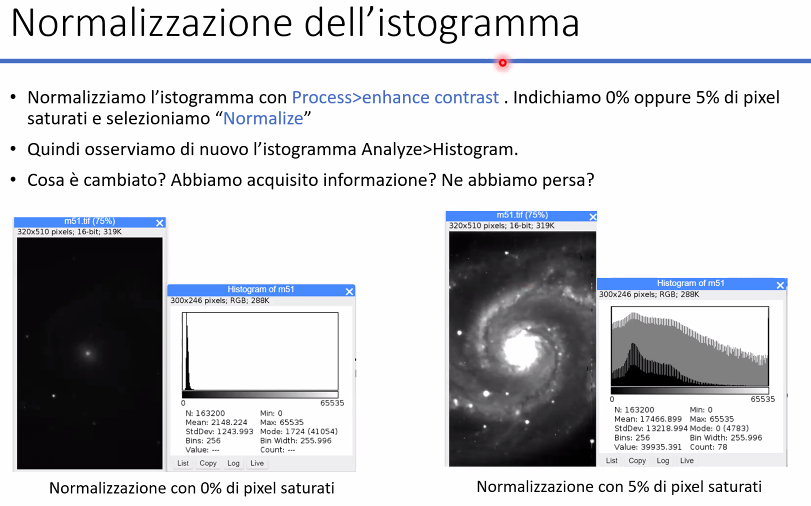 Normalizzazione dell’istogramma
• Normalizziamo l’istogramma con Process>enhance contrast . Indichiamo 0% oppure 5% di pixel
saturati e selezioniamo “Normalize”
• Quindi osserviamo di nuovo l’istogramma Analyze>Histogram.
• Cosa è cambiato? Abbiamo acquisito informazione? Ne abbiamo persa?
m51.tif (75%)
320x510 pixels; 16-bit; 319K
Histogram of m51
300x246 pixels; RGB; 288K
0 65535
N: 163200 Min: 0
Mean: 2148.224 Max: 65535
StdDev: 1243.993 Mode: 1724 (41054)
Bins: 256 Bin Width: 255.996
Value: --- Count: ---
List Copy Log Live
Normalizzazione con 0% di pixel saturati
m51.tif (75%)
320x510 pixels; 16-bit; 319K
Histogram of m51
300x246 pixels; RGB; 288K
0 65535
N: 163200 Min: 0
Mean: 17466.899 Max: 65535
StdDev: 13218.994 Mode: 0 (4783)
Bins: 256 Bin Width: 255.996
Value: 39935.391 Count: 78
List Copy Log Live
Normalizzazione con 5% di pixel saturati